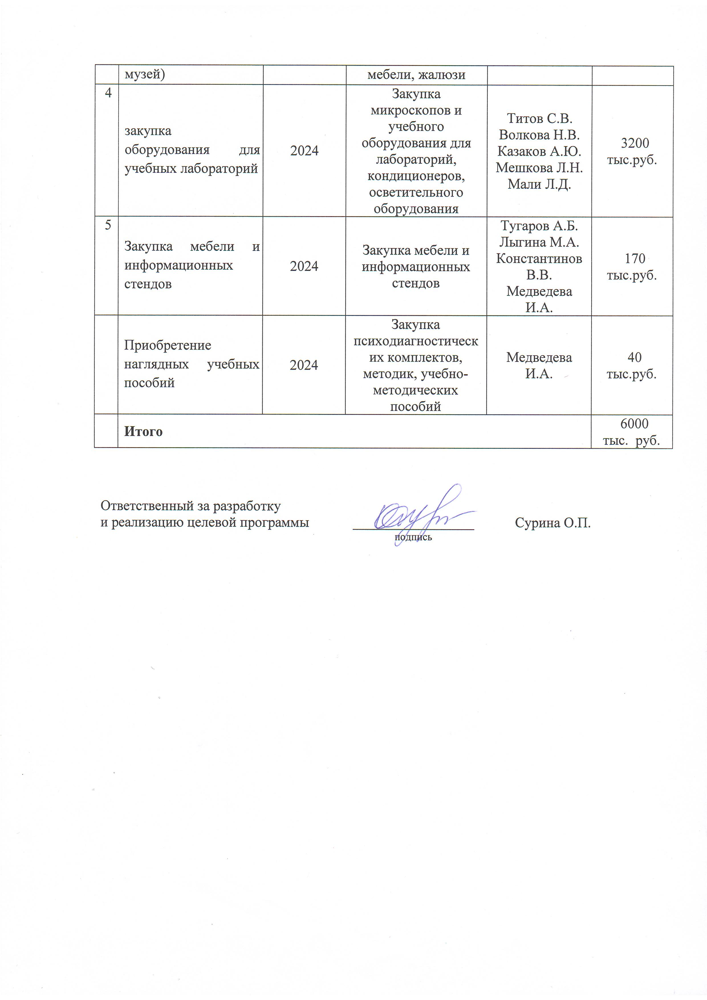 музей)
мебели, жалюзи
4
закупка
оборудования для
учебных лабораторий
2024
Закупка
микроскопов и
учебного
оборудования для
лабораторий,
кондиционеров,
осветительного
оборудования
Титов С.В.
Волкова Н.В.
Казаков А.Ю.
Мешкова Л.Н.
Мали Л.Д.
3200
тыс.руб.
5
Закупка мебели и
информационных
стендов
2024
Закупка мебели и
информационных
стендов
Тугаров А.Б.
Лыгина М.А.
Константинов
В.В.
Медведева
И.А.
170
тыс.руб.
Приобретение
наглядных учебных
пособий
2024
Закупка
психодиагностическ
их комплектов,
методик, учебно-
методических
пособий
Медведева
И.А.
40
тыс.руб.
Итого
6000
тыс. руб.
Ответственный за разработку
и реализацию целевой программы
Сурина О.П.
подпись